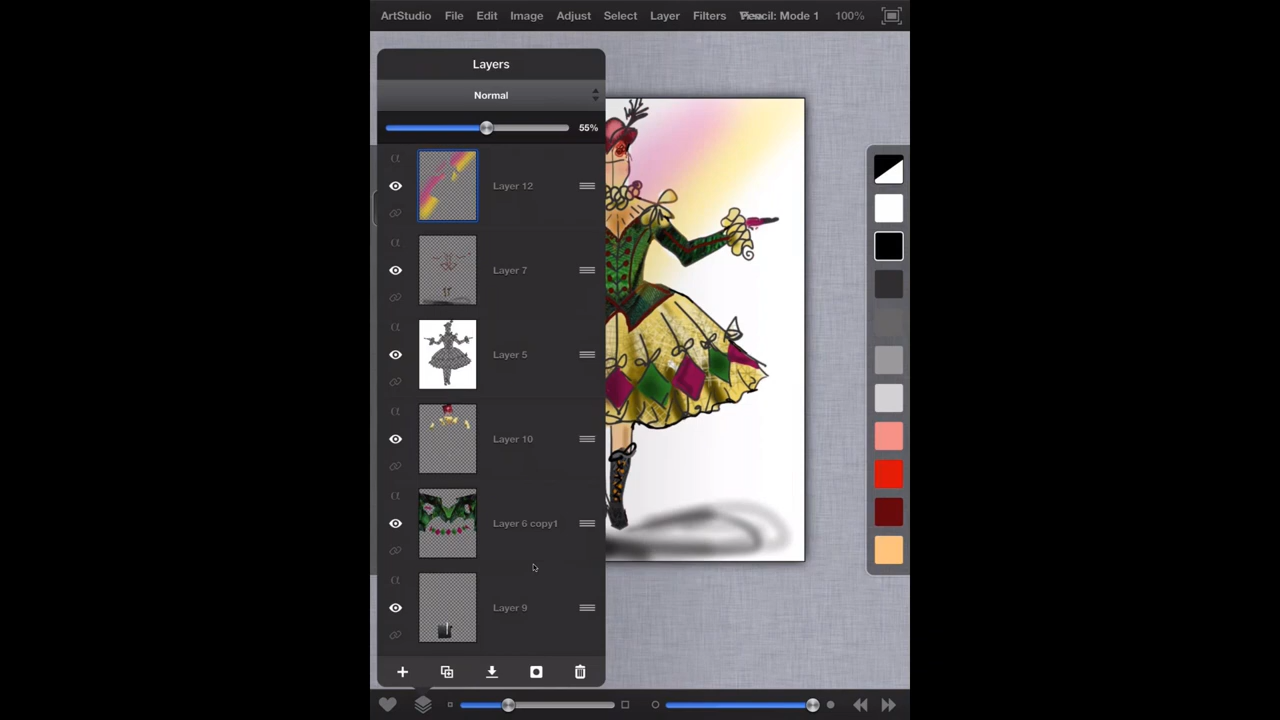 ArtStudio File Edit Image Adjust Select Layer Filters Pencil: Mode 1 100%
Layers
Normal
55%
α
Layer 12
α
Layer 7
α
Layer 5
α
Layer 10
α
Layer 6 copy1
α
Layer 9